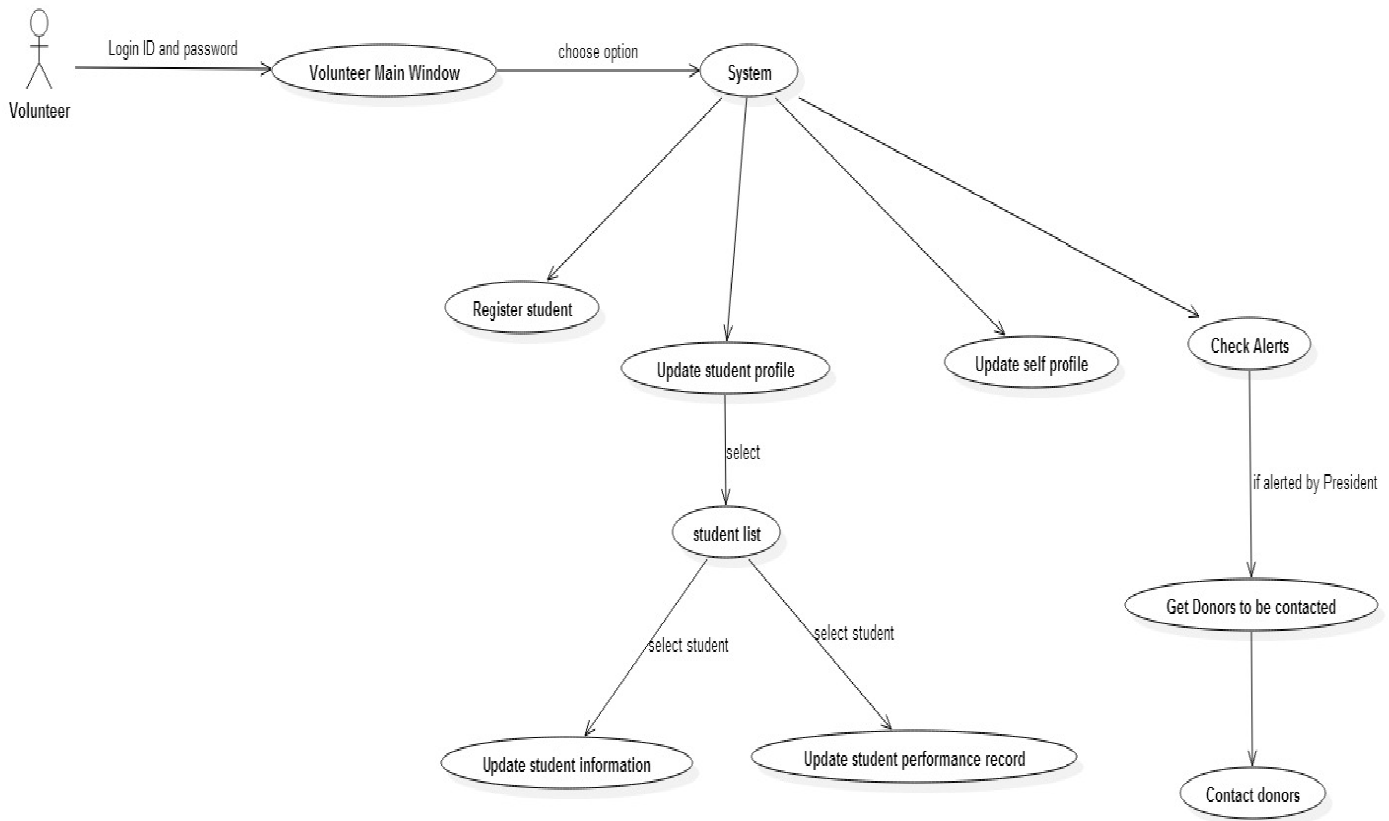 Login ID and password
choose option
Volunteer Main Window
System
Volunteer
Register student
Update student profile
Update self profile
Check Alerts
select
if alerted by President
student list
Get Donors to be contacted
select student
select student
Update student information
Update student performance record
Contact donors